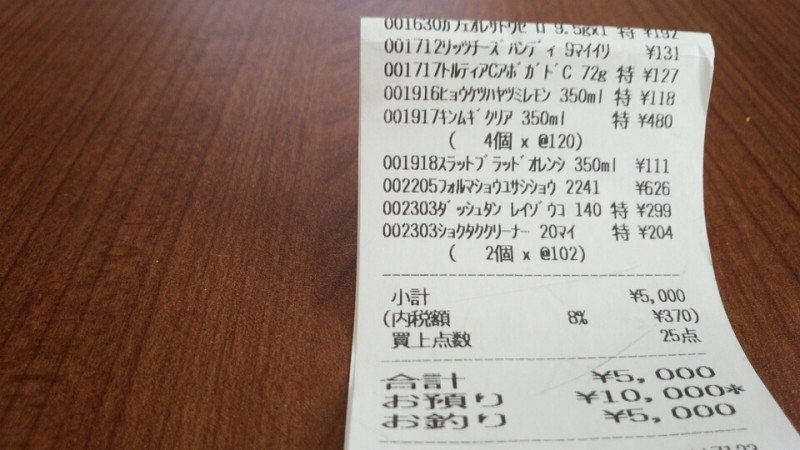 001630ｶﾌｪｵﾚｻﾄｳｾﾞﾛ 9.5gx1 特 ¥192
001712ﾘｯﾂﾁｰｽﾞﾊﾞﾝﾃﾞｨ 9ﾏｲｲﾘ ¥131
001717ﾄﾙﾃｨｱCｱﾎﾞｶﾞﾄﾞC 72g 特 ¥127
001916ﾋｮｳｹﾂﾊﾔﾂﾐﾚﾓﾝ 350ml 特 ¥118
001917ｷﾝﾑｷﾞｸﾘｱ 350ml 特 ¥480
( 4個 x @120)
001918ｽﾗｯﾄﾌﾞﾗｯﾄﾞｵﾚﾝｼﾞ 350ml ¥111
002205ﾌｫﾙﾏｼｮｳﾕｻｼｼｮｳ 2241 ¥626
002303ﾀﾞｯｼｭﾀﾝ ﾚｲｿﾞｳｺ 140 特 ¥299
002303ｼｮｸﾀｸｸﾘｰﾅｰ 20ﾏｲ 特 ¥204
( 2個 x @102)
小計 ¥5,000
(内税額 8% ¥370)
買上点数 25点
合計 ¥5,000
お預り ¥10,000*
お釣り ¥5,000